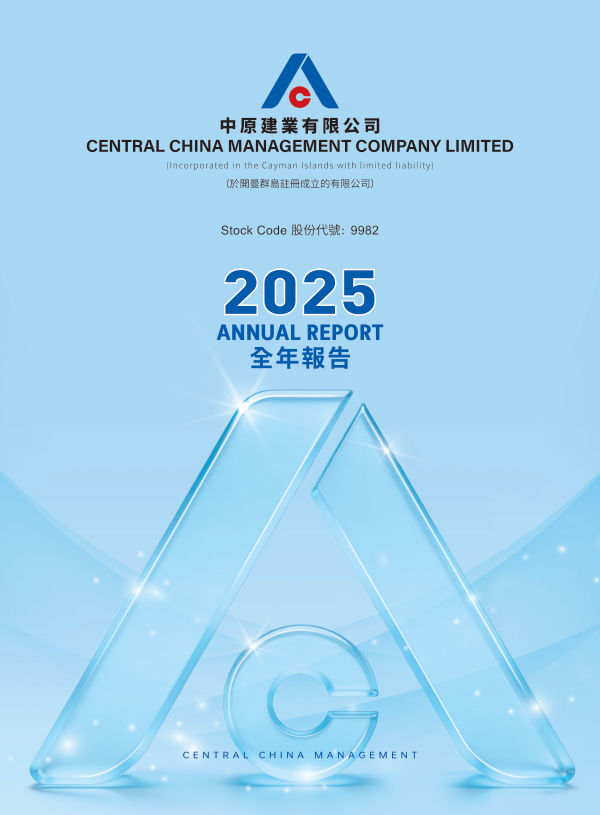 中原建業有限公司
CENTRAL CHINA MANAGEMENT COMPANY LIMITED
(Incorporated in the Cayman Islands with limited liability)
(於開曼群島註冊成立的有限公司)
Stock Code 股份代號: 9982
2025
ANNUAL REPORT
全年報告
CENTRAL CHINA MANAGEMENT